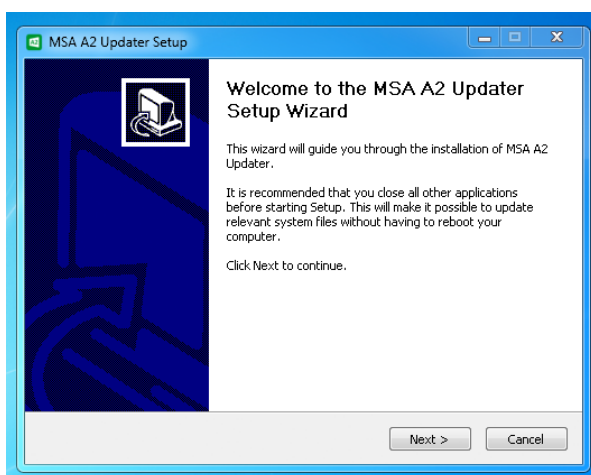 MSA A2 Updater Setup
Welcome to the MSA A2 Updater
Setup Wizard
This wizard will guide you through the installation of MSA A2
Updater.
It is recommended that you close all other applications
before starting Setup. This will make it possible to update
relevant system files without having to reboot your
computer.
Click Next to continue.
Next >
Cancel